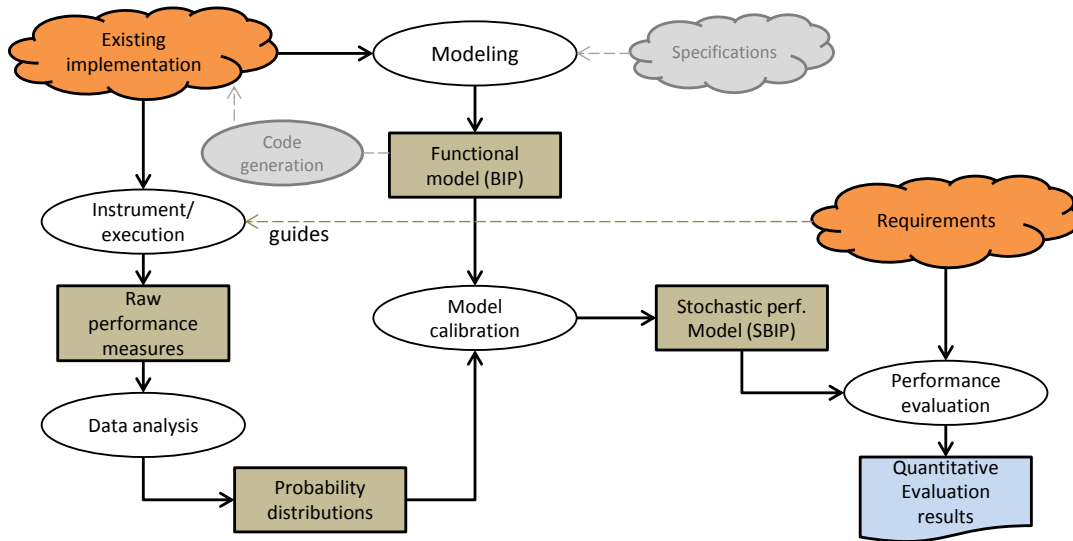 Existing
implementation
Modeling
Specifications
Code
generation
Functional
model (BIP)
Instrument/
execution
guides
Requirements
Raw
performance
measures
Model
calibration
Stochastic perf.
Model (SBIP)
Performance
evaluation
Data analysis
Probability
distributions
Quantitative
Evaluation
results